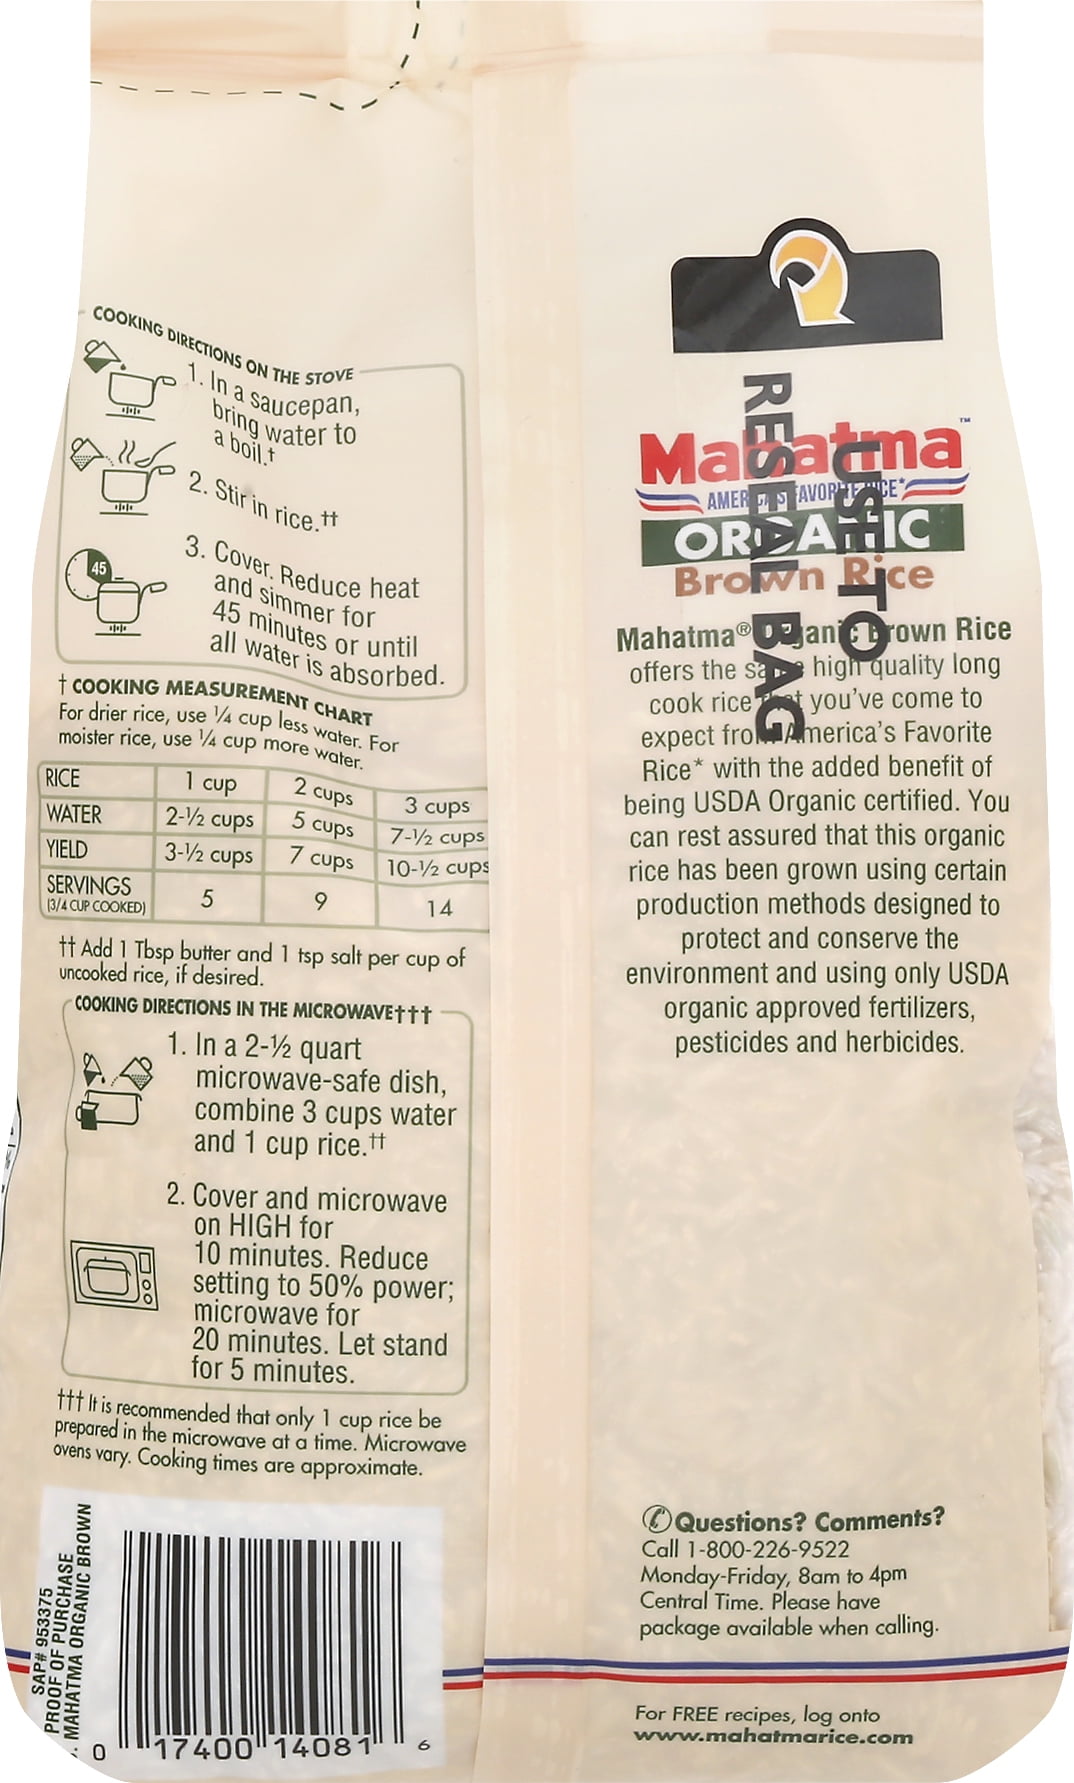 COOKING DIRECTIONS ON THE STOVE
1. In a saucepan,
bring water to
a boil.†
2. Stir in rice.††
45
3. Cover. Reduce heat
and simmer for
45 minutes or until
all water is absorbed.
† COOKING MEASUREMENT CHART
For drier rice, use ¼ cup less water. For
moister rice, use ¼ cup more water.
RICE 1 cup 2 cups 3 cups
WATER 2-½ cups 5 cups 7-½ cups
YIELD 3-½ cups 7 cups 10-½ cups
SERVINGS
(3/4 CUP COOKED) 5 9 14
†† Add 1 Tbsp butter and 1 tsp salt per cup of
uncooked rice, if desired.
COOKING DIRECTIONS IN THE MICROWAVE†††
1. In a 2-½ quart
microwave-safe dish,
combine 3 cups water
and 1 cup rice.††
2. Cover and microwave
on HIGH for
10 minutes. Reduce
setting to 50% power;
microwave for
20 minutes. Let stand
for 5 minutes.
††† It is recommended that only 1 cup rice be
prepared in the microwave at a time. Microwave
ovens vary. Cooking times are approximate.
SAP# 953375
PROOF OF PURCHASE
MAHATMA ORGANIC BROWN
0 17400 14081 6
USE TO
RESEAL BAG
Mahatma™
AMERICA'S FAVORITE RICE*
ORGANIC
Brown Rice
Mahatma® Organic Brown Rice
offers the same high quality long
cook rice that you've come to
expect from America's Favorite
Rice* with the added benefit of
being USDA Organic certified. You
can rest assured that this organic
rice has been grown using certain
production methods designed to
protect and conserve the
environment and using only USDA
organic approved fertilizers,
pesticides and herbicides.
Questions? Comments?
Call 1-800-226-9522
Monday-Friday, 8am to 4pm
Central Time. Please have
package available when calling.
For FREE recipes, log onto
www.mahatmarice.com